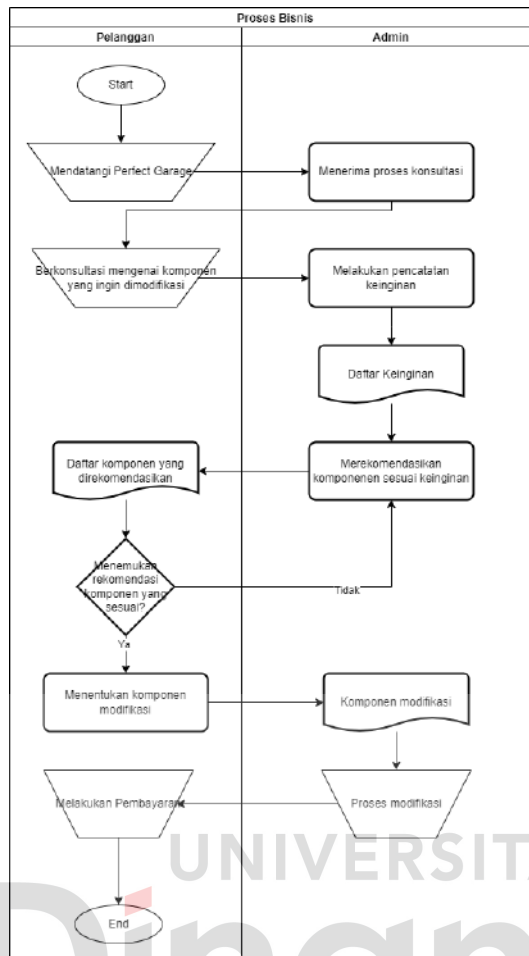 Proses Bisnis
Pelanggan
Admin
Start
Mendatangi Perfect Garage
Menerima proses konsultasi
Berkonsultasi mengenai komponen
yang ingin dimodifikasi
Melakukan pencatatan
keinginan
Daftar Keinginan
Daftar komponen yang
direkomendasikan
Merekomendasikan
komponenen sesuai keinginan
Menemukan
rekomendasi
komponen yang
sesuai?
Tidak
Ya
Menentukan komponen
modifikasi
Komponen modifikasi
Melakukan Pembayaran
Proses modifikasi
UNIVERSIT
End